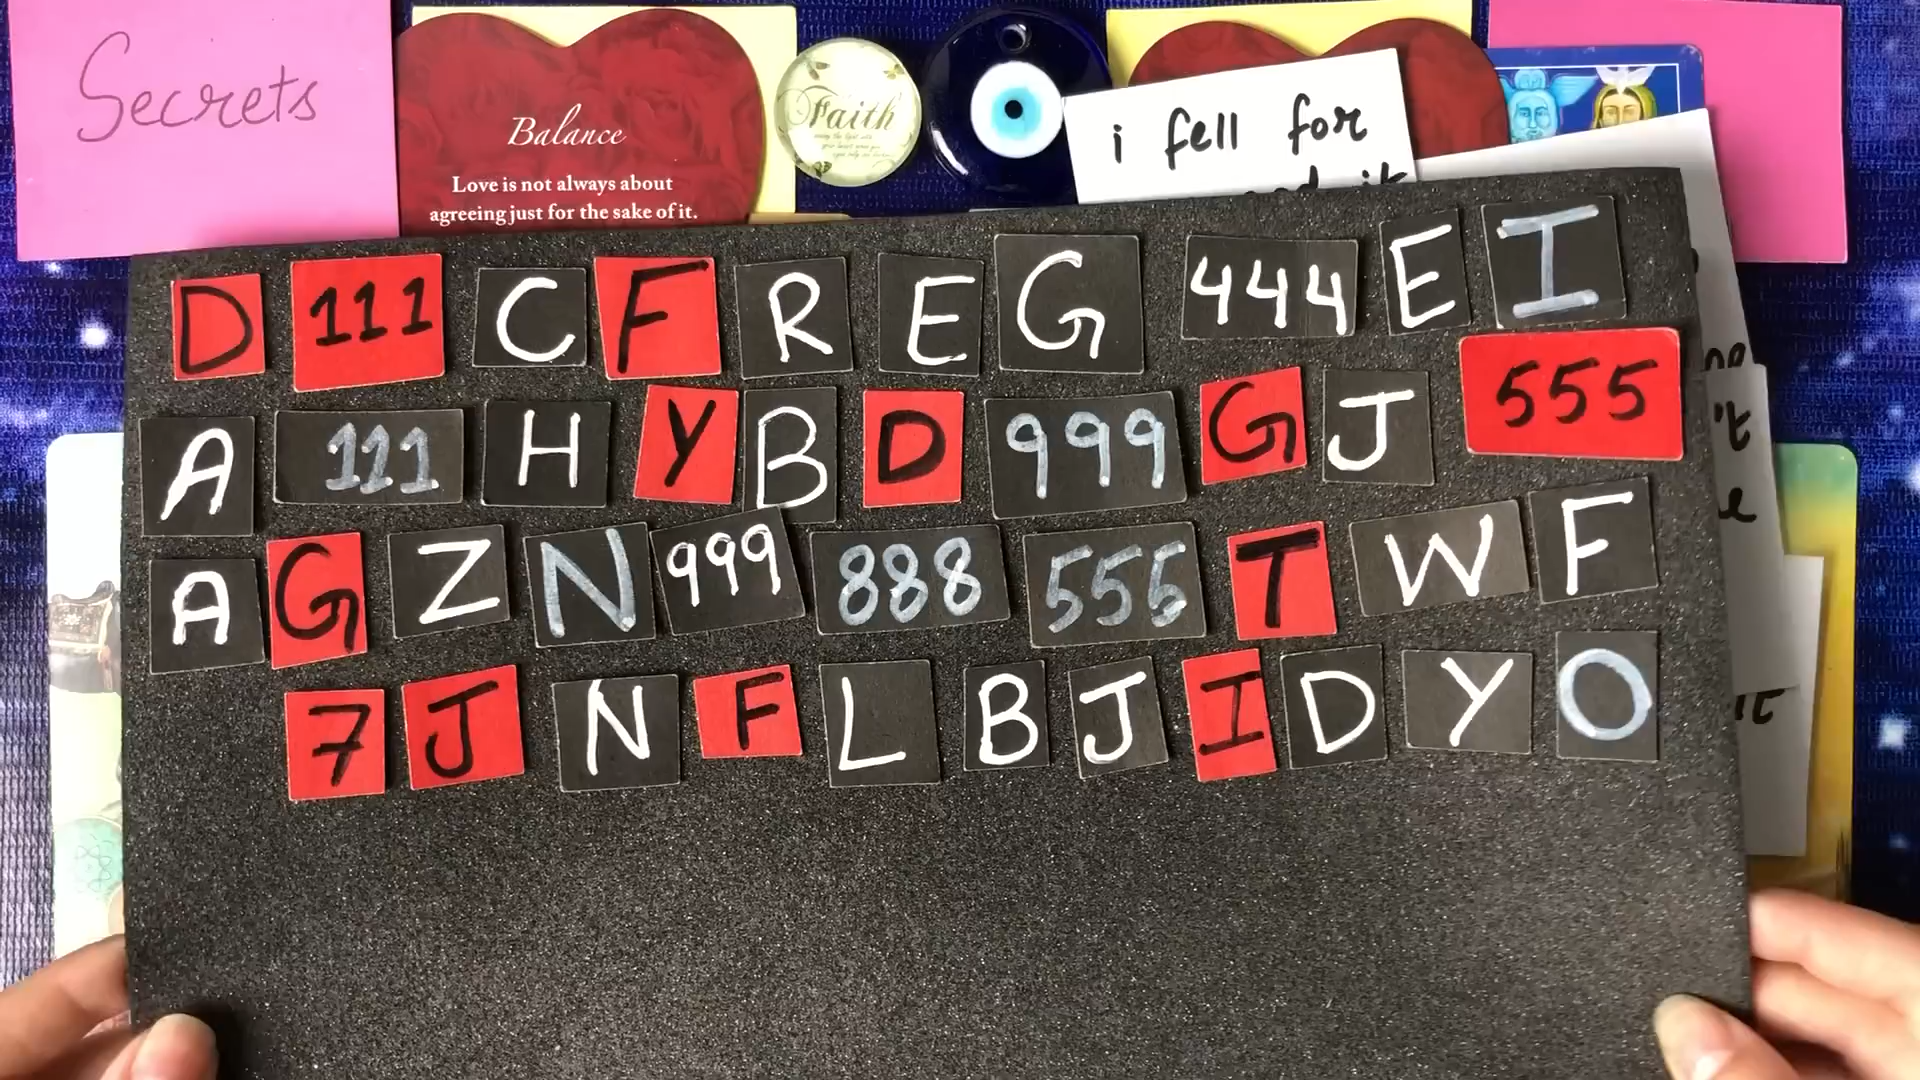 Secrets
Balance
Love is not always about
agreeing just for the sake of it.
Faith
i fell for
it
D 111 C F R E G 444 E I
A 111 H Y B D 999 G J 555
A G Z N 999 888 555 T W F
7 J N F L B J I D Y O